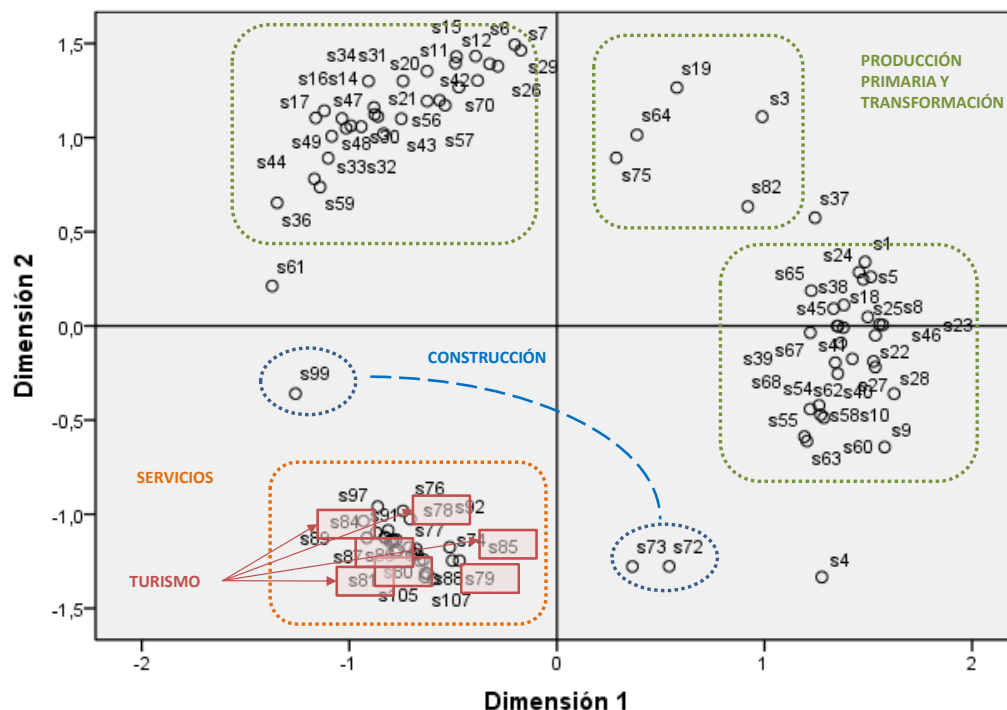 s15
s6
s7
1,5
s34
s31
s11
s12
s20
s29
s16
s14
s42
s26
s19
PRODUCCIÓN
PRIMARIA Y
TRANSFORMACIÓN
s17
s47
s21
s70
s3
s64
1,0
s49
s48
s30
s56
s43
s57
s44
s33
s32
s75
s59
s82
s36
s37
0,5
s61
s24
s1
s65
s38
s5
s45
s18
s25
s8
0,0
s46
s23
CONSTRUCCIÓN
s39
s67
s41
s22
s99
s68
s54
s62
s40
s27
s28
-0,5
s55
s58
s10
s9
s63
s60
SERVICIOS
s97
s76
-1,0
s84
s91
s78
s92
s89
s77
s74
s85
s73
s72
s4
s87
TURISMO
s81
s80
s88
s79
s105
s107
-1,5
-2
-1
0
1
2
Dimensión 1
Dimensión 2